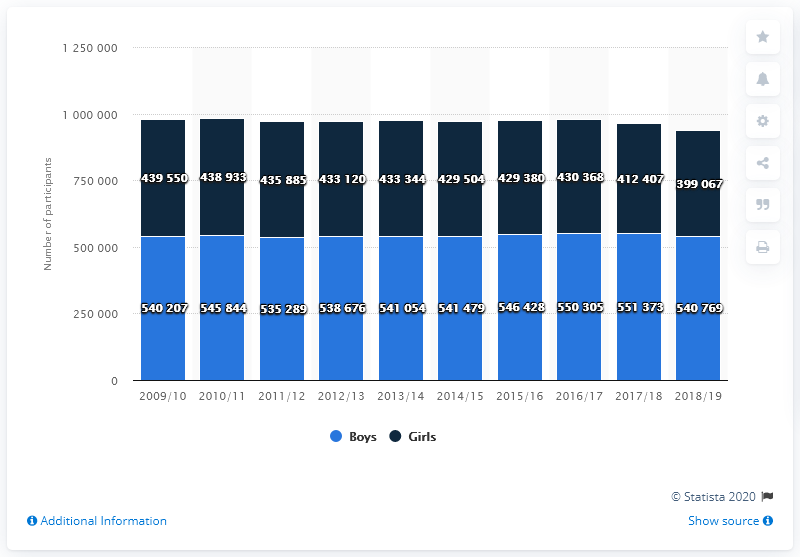 1 250 000
1 000 000
750 000
500 000
250 000
0
Number of participants
439 550 438 933 435 885 433 120 433 344 429 504 429 380 430 368 412 407 399 067
540 207 545 844 535 289 538 676 541 054 541 479 546 428 550 305 551 373 540 769
2009/10 2010/11 2011/12 2012/13 2013/14 2014/15 2015/16 2016/17 2017/18 2018/19
Boys Girls
© Statista 2020
Additional Information Show source